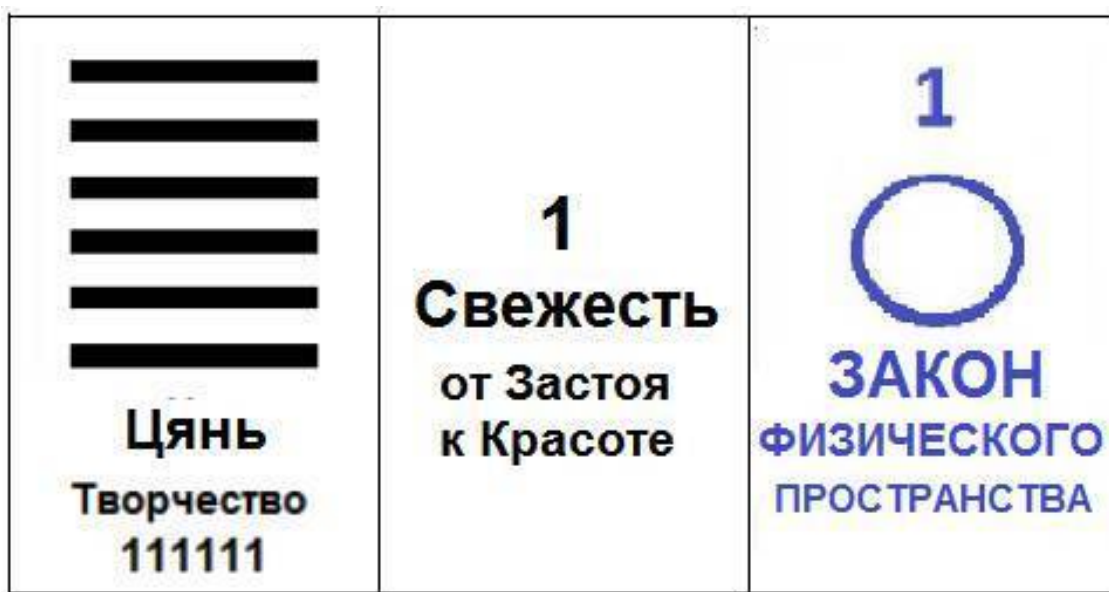 Цянь
Творчество
111111
1
Свежесть
от Застоя
к Красоте
1
ЗАКОН
ФИЗИЧЕСКОГО
ПРОСТРАНСТВА